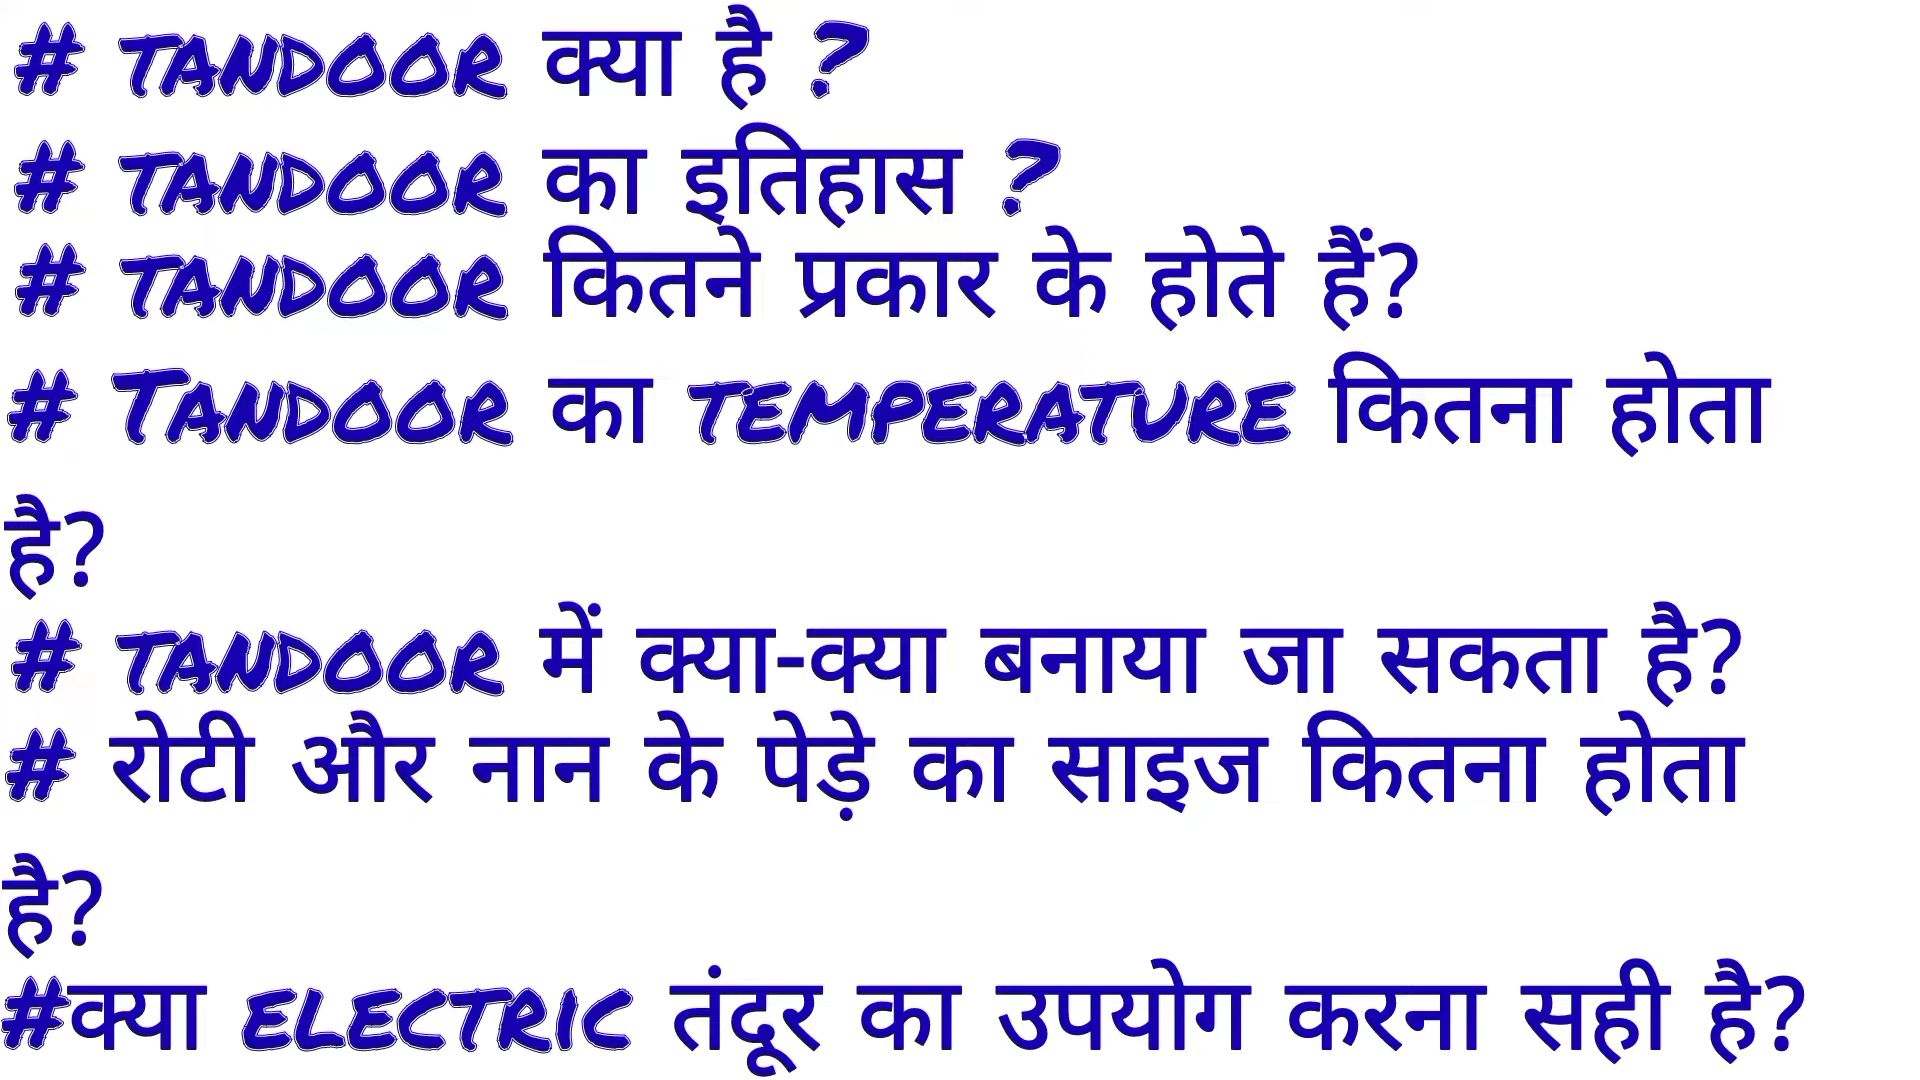 # TANDOOR क्या है ?
# TANDOOR का इतिहास ?
# TANDOOR कितने प्रकार के होते हैं?
# TANDOOR का TEMPERATURE कितना होता
है?
# TANDOOR में क्या-क्या बनाया जा सकता है?
# रोटी और नान के पेड़े का साइज कितना होता
है?
#क्या ELECTRIC तंदूर का उपयोग करना सही है?